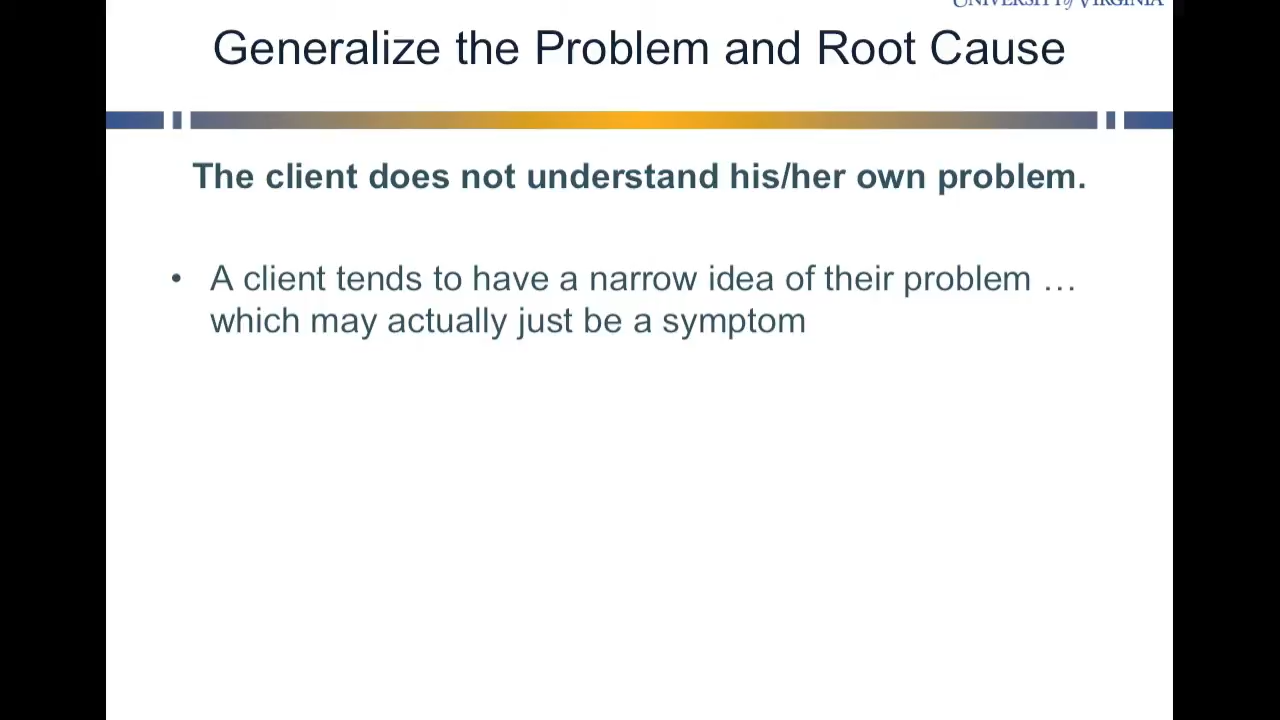 UNIVERSITY of VIRGINIA
Generalize the Problem and Root Cause
The client does not understand his/her own problem.
• A client tends to have a narrow idea of their problem …
which may actually just be a symptom